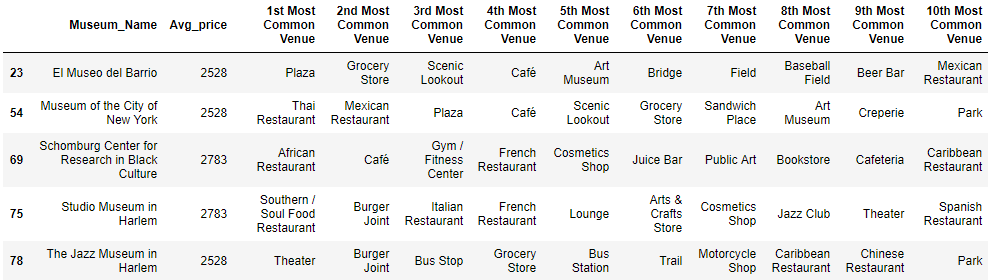 Museum_Name Avg_price 1st Most Common Venue 2nd Most Common Venue 3rd Most Common Venue 4th Most Common Venue 5th Most Common Venue 6th Most Common Venue 7th Most Common Venue 8th Most Common Venue 9th Most Common Venue 10th Most Common Venue
23 El Museo del Barrio 2528 Plaza Grocery Store Scenic Lookout Café Art Museum Bridge Field Baseball Field Beer Bar Mexican Restaurant
54 Museum of the City of New York 2528 Thai Restaurant Mexican Restaurant Plaza Café Scenic Lookout Grocery Store Sandwich Place Art Museum Creperie Park
69 Schomburg Center for Research in Black Culture 2783 African Restaurant Café Gym / Fitness Center French Restaurant Cosmetics Shop Juice Bar Public Art Bookstore Cafeteria Caribbean Restaurant
75 Studio Museum in Harlem 2783 Southern / Soul Food Restaurant Burger Joint Italian Restaurant French Restaurant Lounge Arts & Crafts Store Cosmetics Shop Jazz Club Theater Spanish Restaurant
78 The Jazz Museum in Harlem 2528 Theater Burger Joint Bus Stop Grocery Store Bus Station Trail Motorcycle Shop Caribbean Restaurant Chinese Restaurant Park